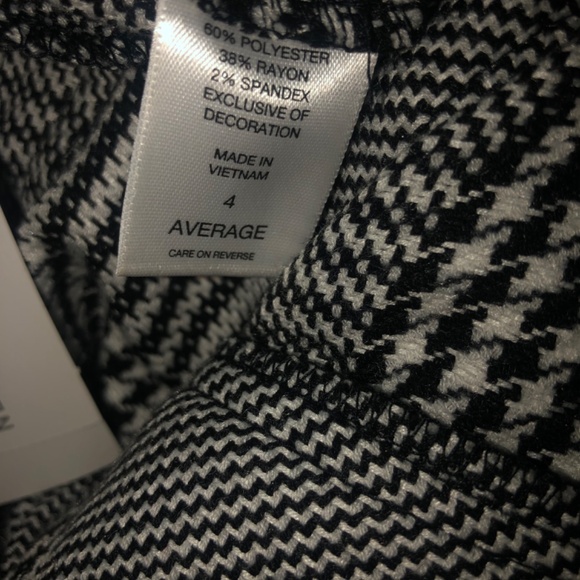 60% POLYESTER
38% RAYON
2% SPANDEX
EXCLUSIVE OF
DECORATION
MADE IN
VIETNAM
4
AVERAGE
CARE ON REVERSE